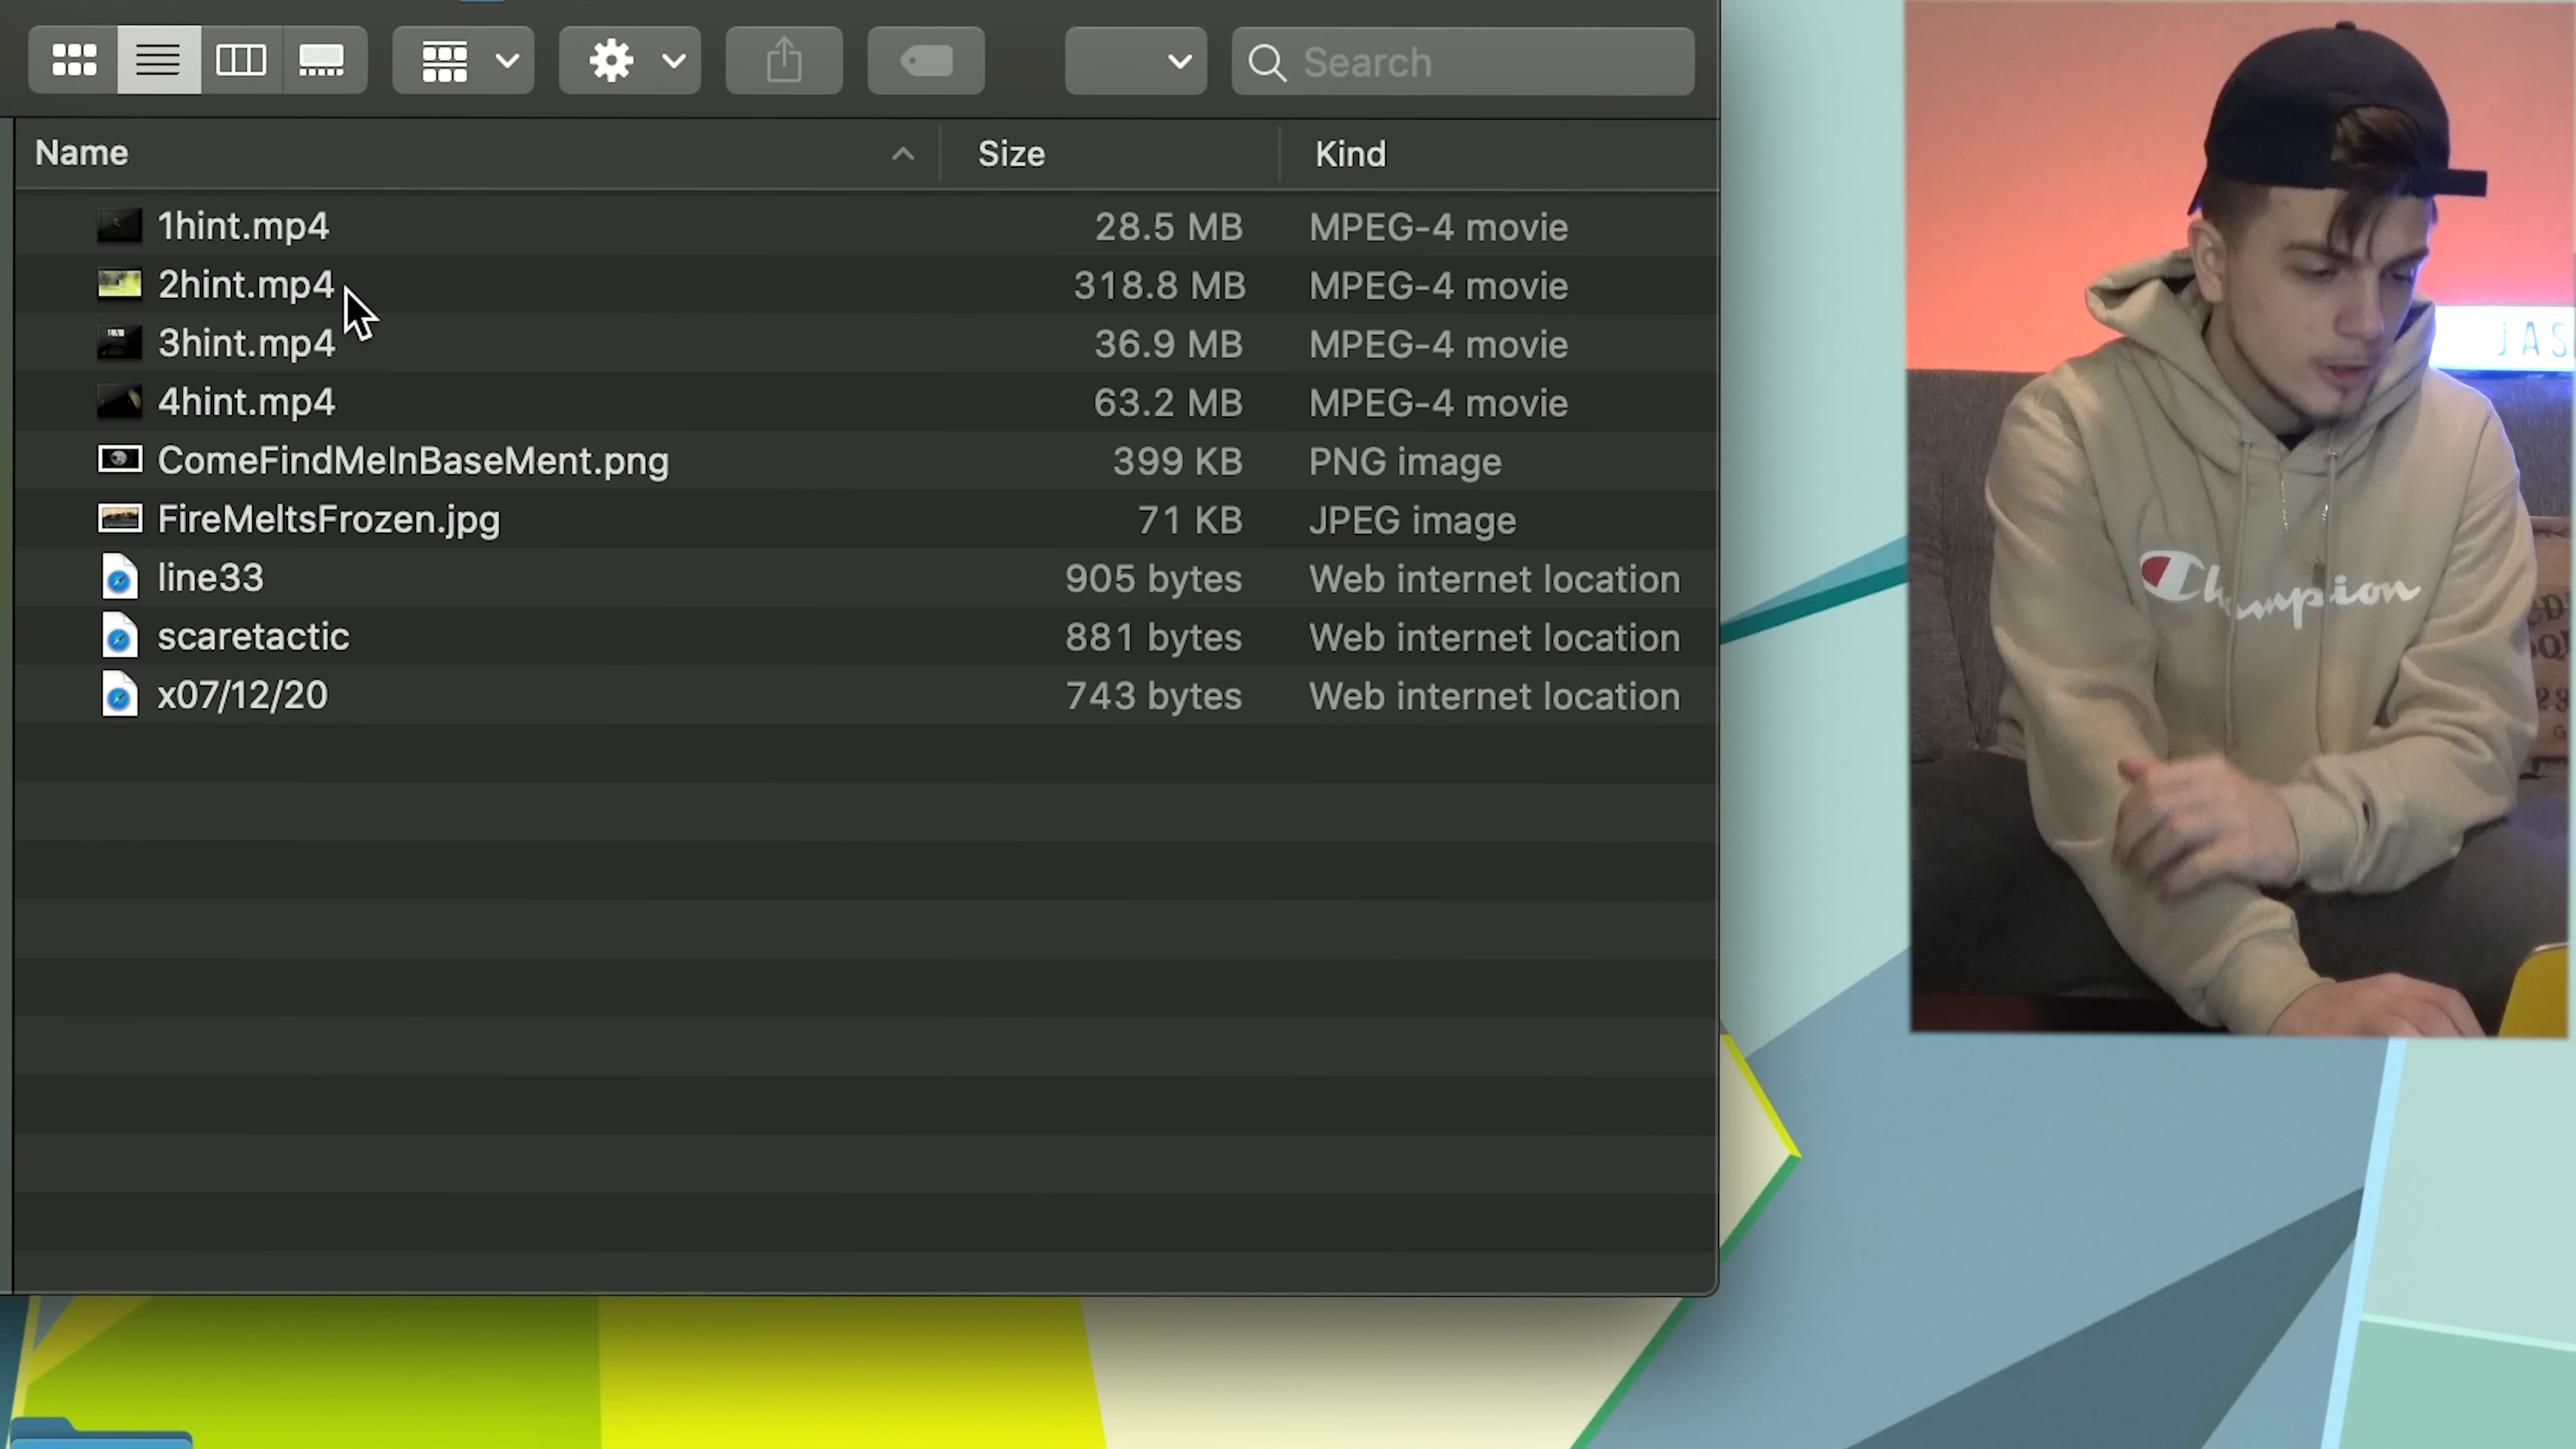 Search
Name Size Kind
1hint.mp4 28.5 MB MPEG-4 movie
2hint.mp4 318.8 MB MPEG-4 movie
3hint.mp4 36.9 MB MPEG-4 movie
4hint.mp4 63.2 MB MPEG-4 movie
ComeFindMeInBaseMent.png 399 KB PNG image
FireMeltsFrozen.jpg 71 KB JPEG image
line33 905 bytes Web internet location
scaretactic 881 bytes Web internet location
x07/12/20 743 bytes Web internet location
JAS
Champion